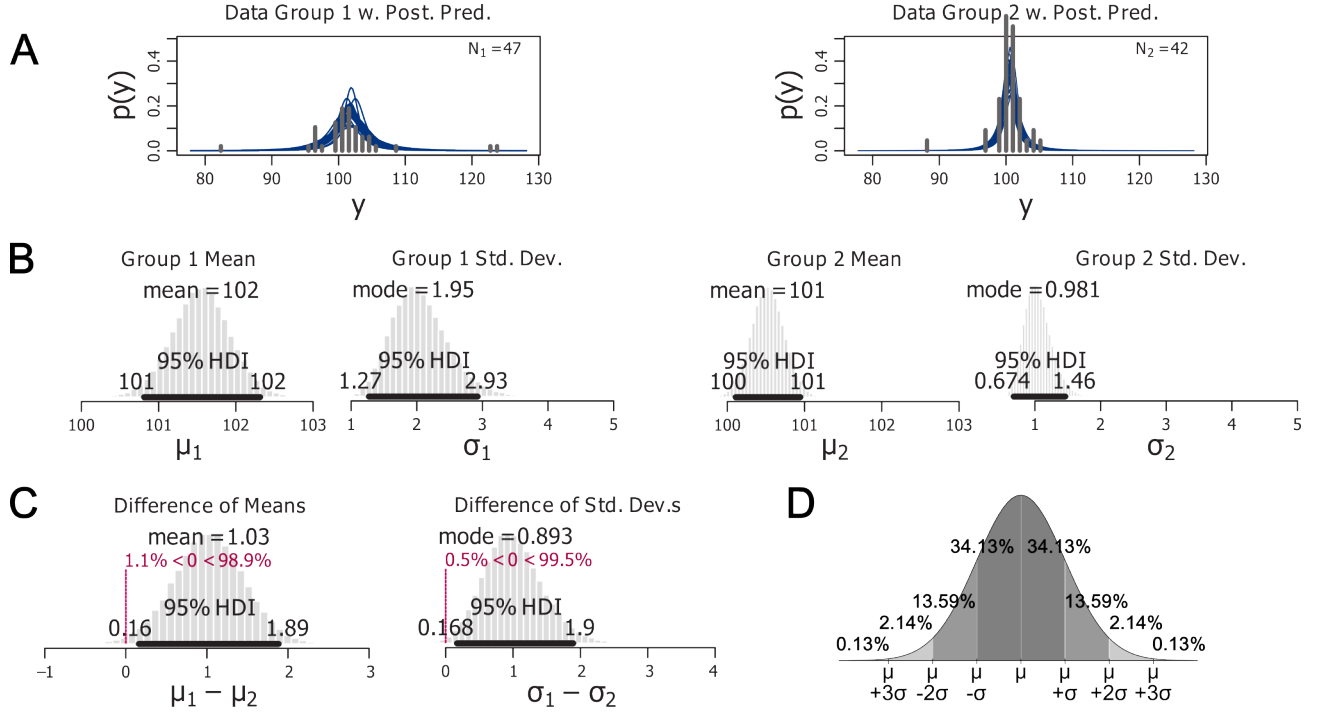 Data Group 1 w. Post. Pred.
Data Group 2 w. Post. Pred.
A
N1 =47
p(y)
0.0 0.2 0.4
80 90 100 110 120 130
y
N2 =42
p(y)
0.0 0.2 0.4
80 90 100 110 120 130
y
B
Group 1 Mean
mean =102
95% HDI
101 102
100 101 102 103
μ1
Group 1 Std. Dev.
mode =1.95
95% HDI
1.27 2.93
1 2 3 4 5
σ1
Group 2 Mean
mean =101
95% HDI
100 101
100 101 102 103
μ2
Group 2 Std. Dev.
mode =0.981
95% HDI
0.674 1.46
1 2 3 4 5
σ2
C
Difference of Means
mean =1.03
1.1% < 0 < 98.9%
95% HDI
0.16 1.89
−1 0 1 2 3
μ1 − μ2
Difference of Std. Dev.s
mode =0.893
0.5% < 0 < 99.5%
95% HDI
0.168 1.9
0 1 2 3 4
σ1 − σ2
D
34.13% 34.13%
13.59% 13.59%
2.14% 2.14%
0.13% 0.13%
μ μ μ μ μ μ μ
+3σ -2σ -σ +σ +2σ +3σ